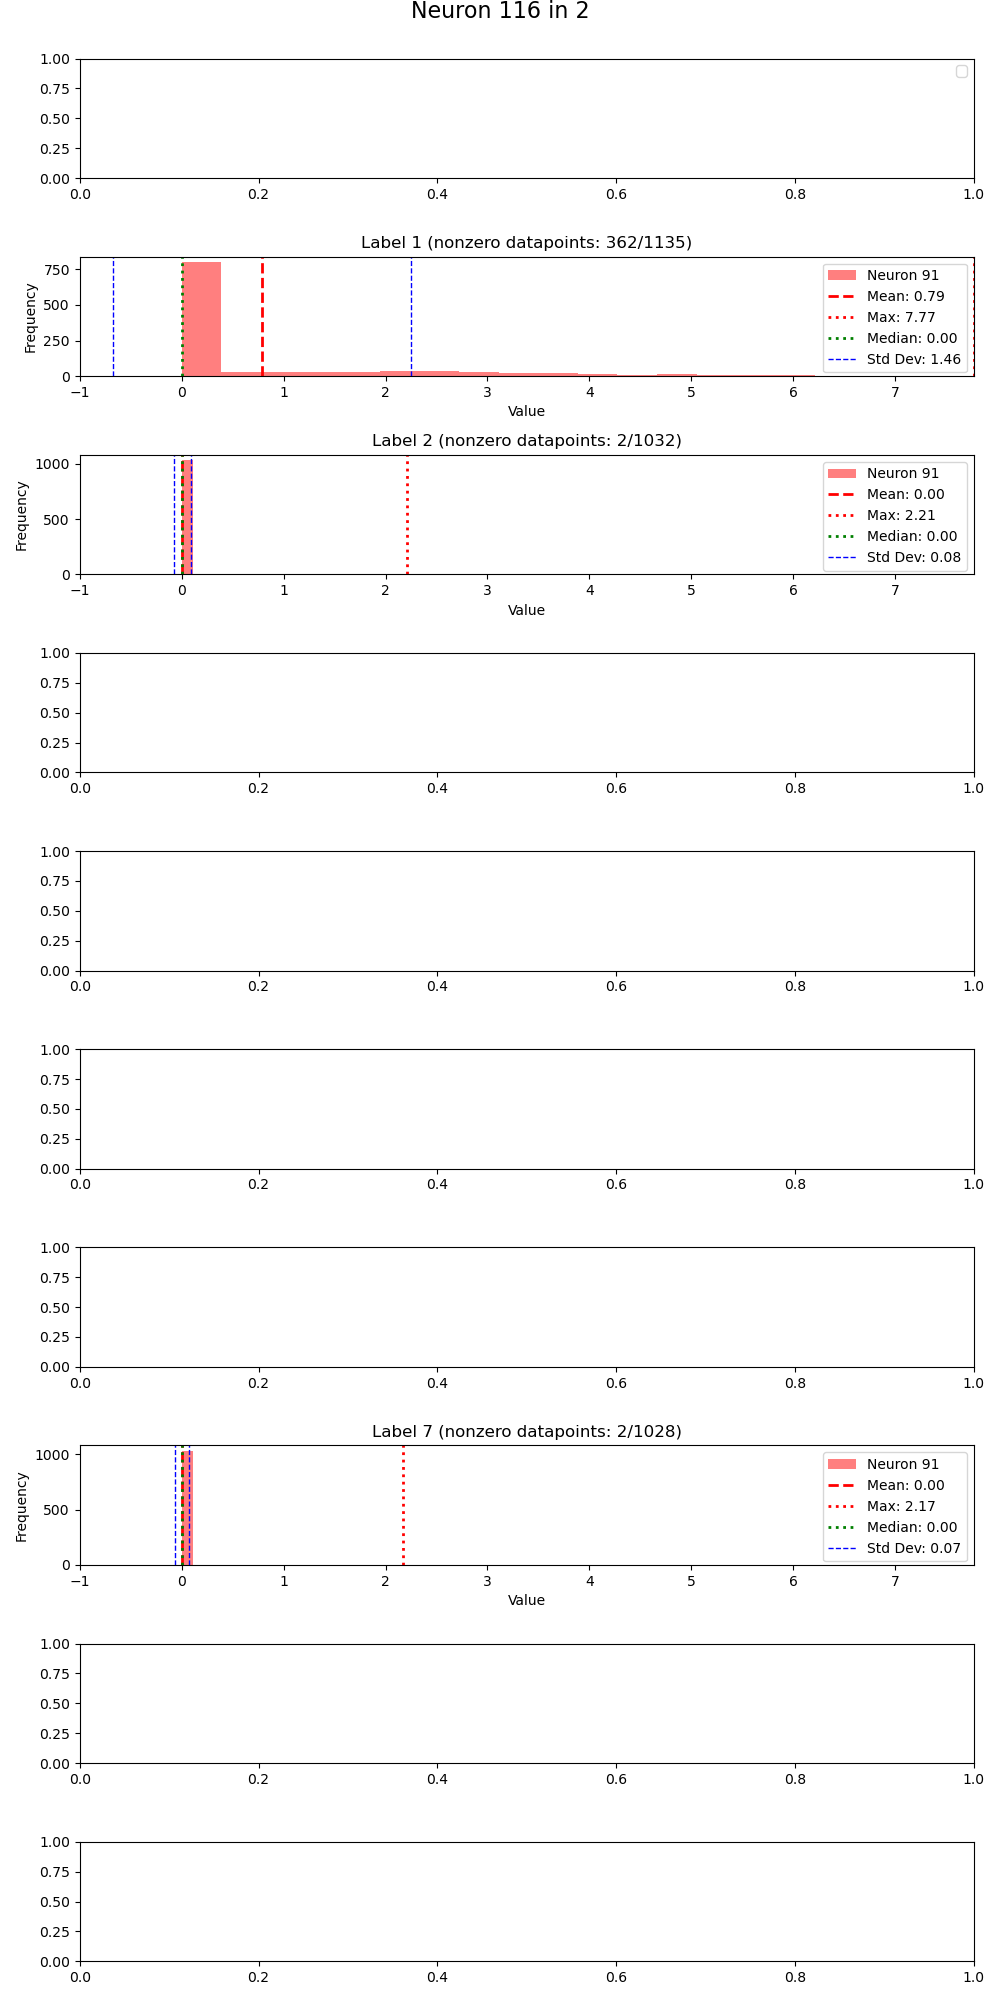 Neuron 116 in 2
1.00
0.75
0.50
0.25
0.00
0.0 0.2 0.4 0.6 0.8 1.0
Label 1 (nonzero datapoints: 362/1135)
Frequency
750
500
250
0
Neuron 91
Mean: 0.79
Max: 7.77
Median: 0.00
Std Dev: 1.46
−1 0 1 2 3 4 5 6 7
Value
Label 2 (nonzero datapoints: 2/1032)
Frequency
1000
500
0
Neuron 91
Mean: 0.00
Max: 2.21
Median: 0.00
Std Dev: 0.08
−1 0 1 2 3 4 5 6 7
Value
1.00
0.75
0.50
0.25
0.00
0.0 0.2 0.4 0.6 0.8 1.0
1.00
0.75
0.50
0.25
0.00
0.0 0.2 0.4 0.6 0.8 1.0
1.00
0.75
0.50
0.25
0.00
0.0 0.2 0.4 0.6 0.8 1.0
1.00
0.75
0.50
0.25
0.00
0.0 0.2 0.4 0.6 0.8 1.0
Label 7 (nonzero datapoints: 2/1028)
Frequency
1000
500
0
Neuron 91
Mean: 0.00
Max: 2.17
Median: 0.00
Std Dev: 0.07
−1 0 1 2 3 4 5 6 7
Value
1.00
0.75
0.50
0.25
0.00
0.0 0.2 0.4 0.6 0.8 1.0
1.00
0.75
0.50
0.25
0.00
0.0 0.2 0.4 0.6 0.8 1.0